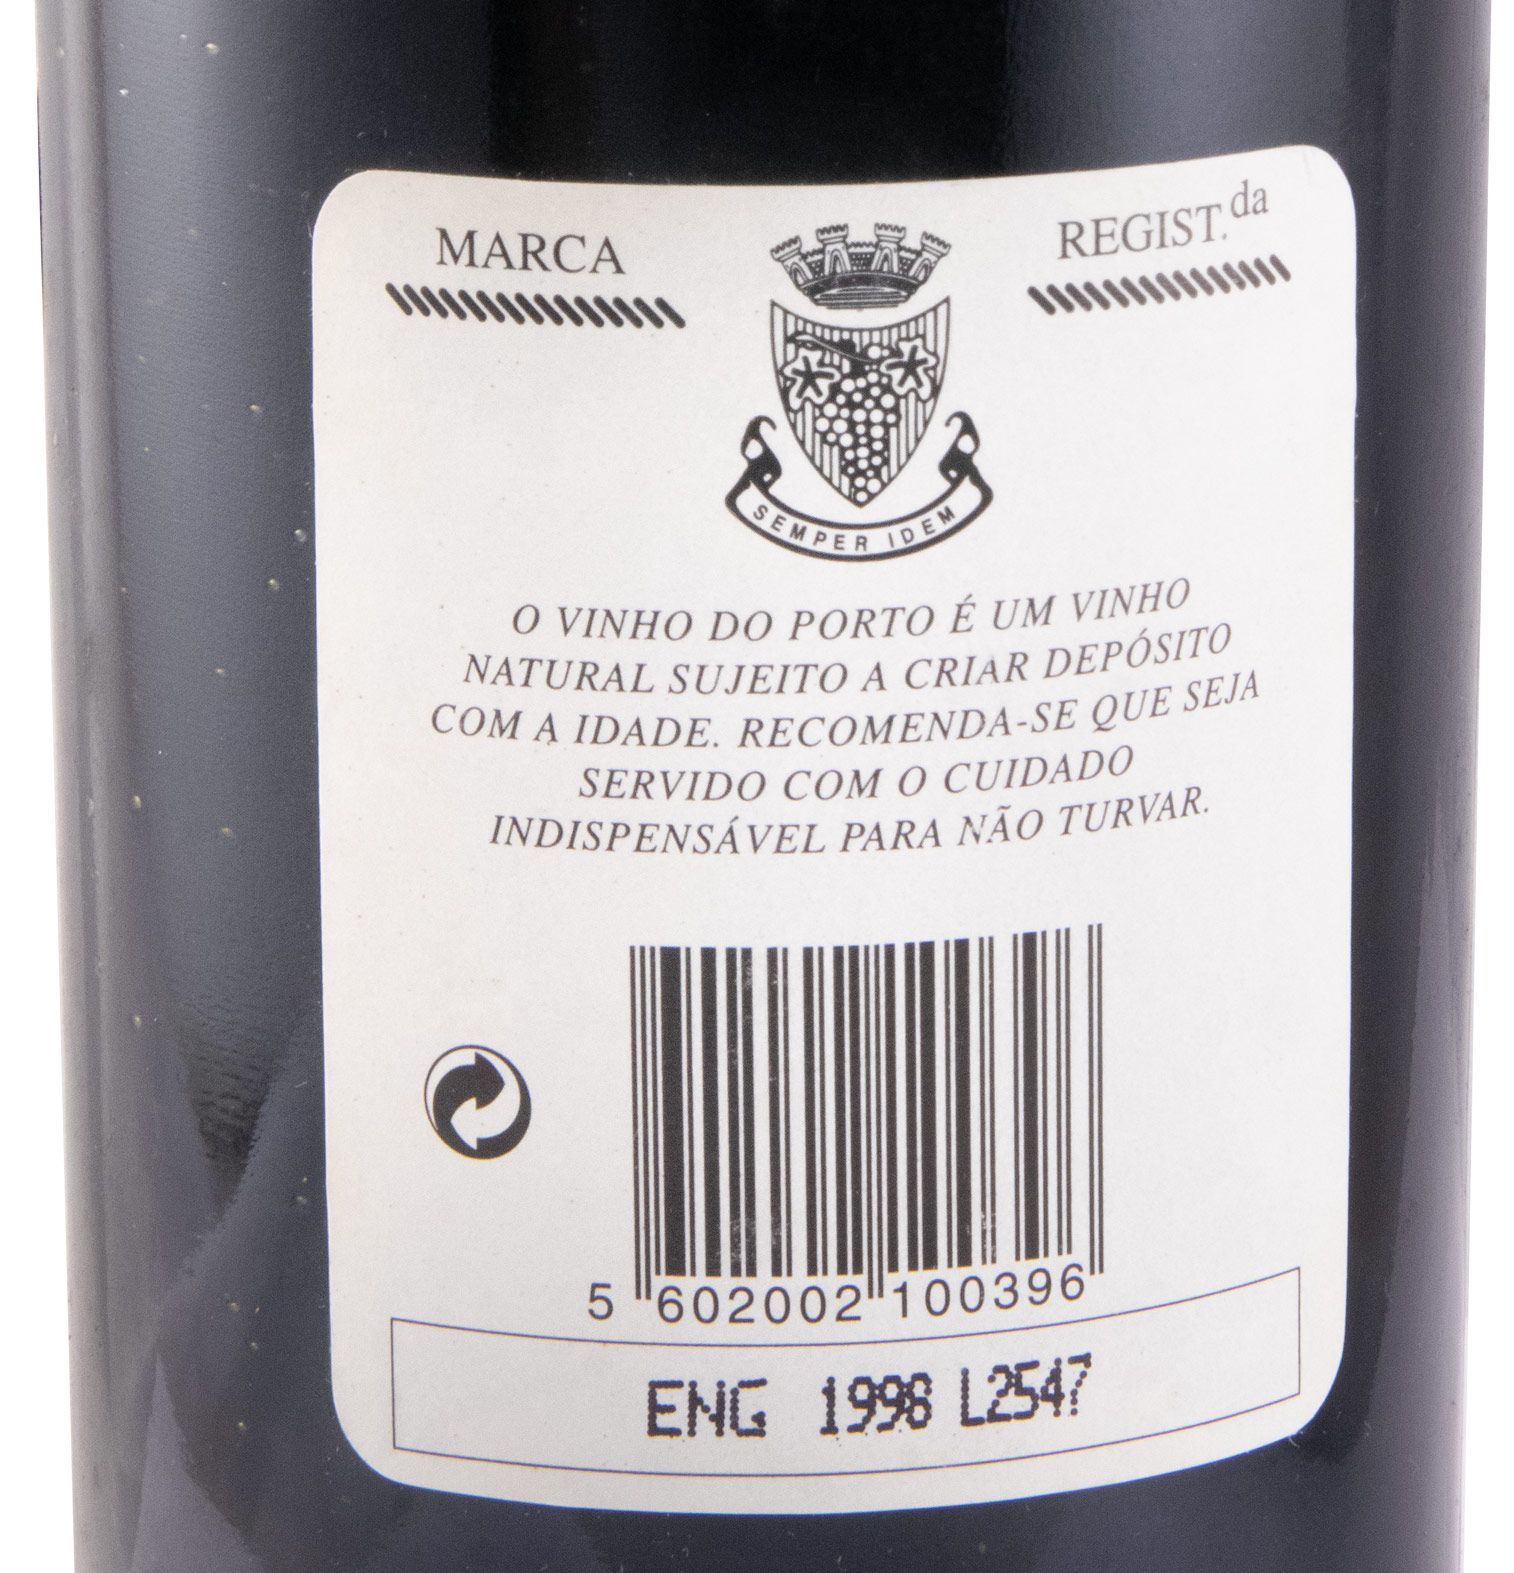 MARCA
REGIST.da
SEMPER IDEM
O VINHO DO PORTO É UM VINHO
NATURAL SUJEITO A CRIAR DEPÓSITO
COM A IDADE. RECOMENDA-SE QUE SEJA
SERVIDO COM O CUIDADO
INDISPENSÁVEL PARA NÃO TURVAR.
5 602002 100396
ENG 1998 L2547